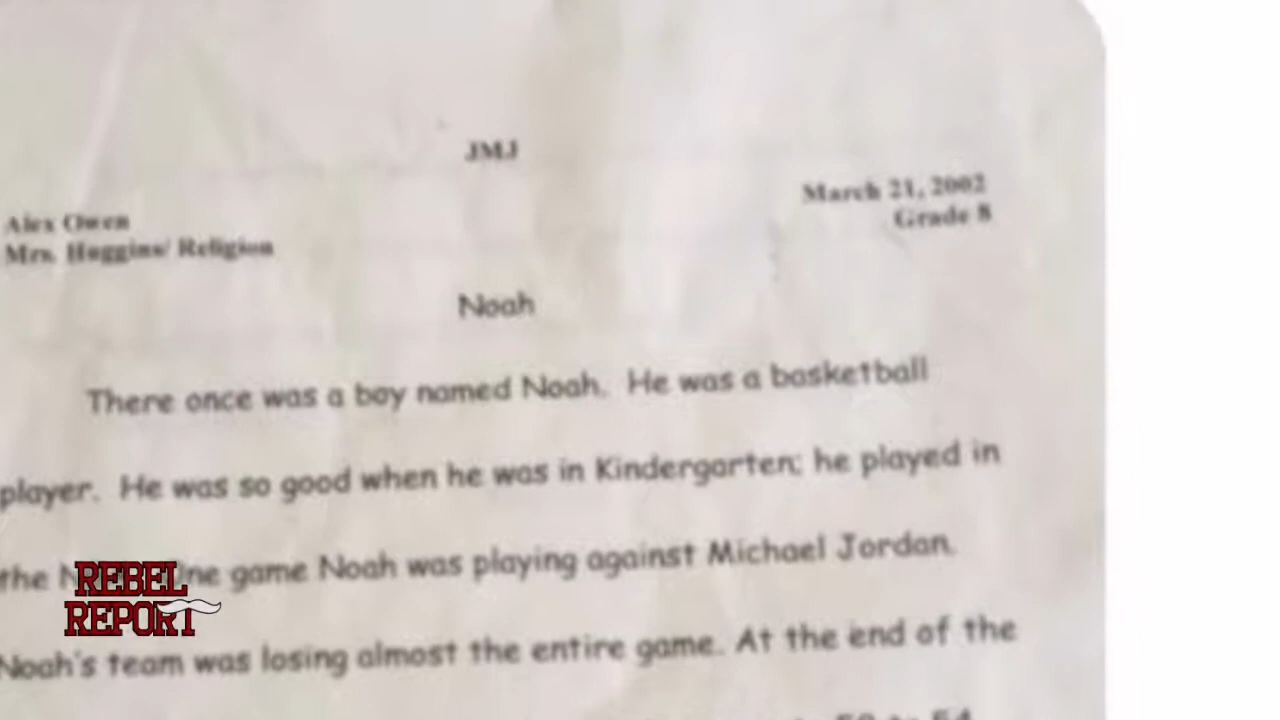 JMJ
March 21, 2002
Grade 8
Alex Owen
Mrs. Huggins/ Religion
Noah
There once was a boy named Noah. He was a basketball
player. He was so good when he was in Kindergarten; he played in
the game Noah was playing against Michael Jordan.
Noah's team was losing almost the entire game. At the end of the
REBEL
REPORT